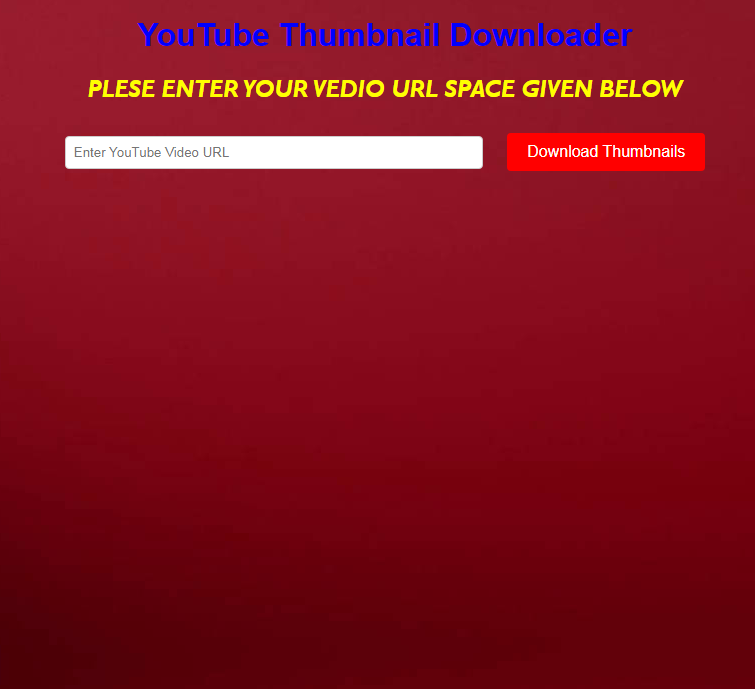 YouTube Thumbnail Downloader
PLESE ENTER YOUR VEDIO URL SPACE GIVEN BELOW
Enter YouTube Video URL
Download Thumbnails